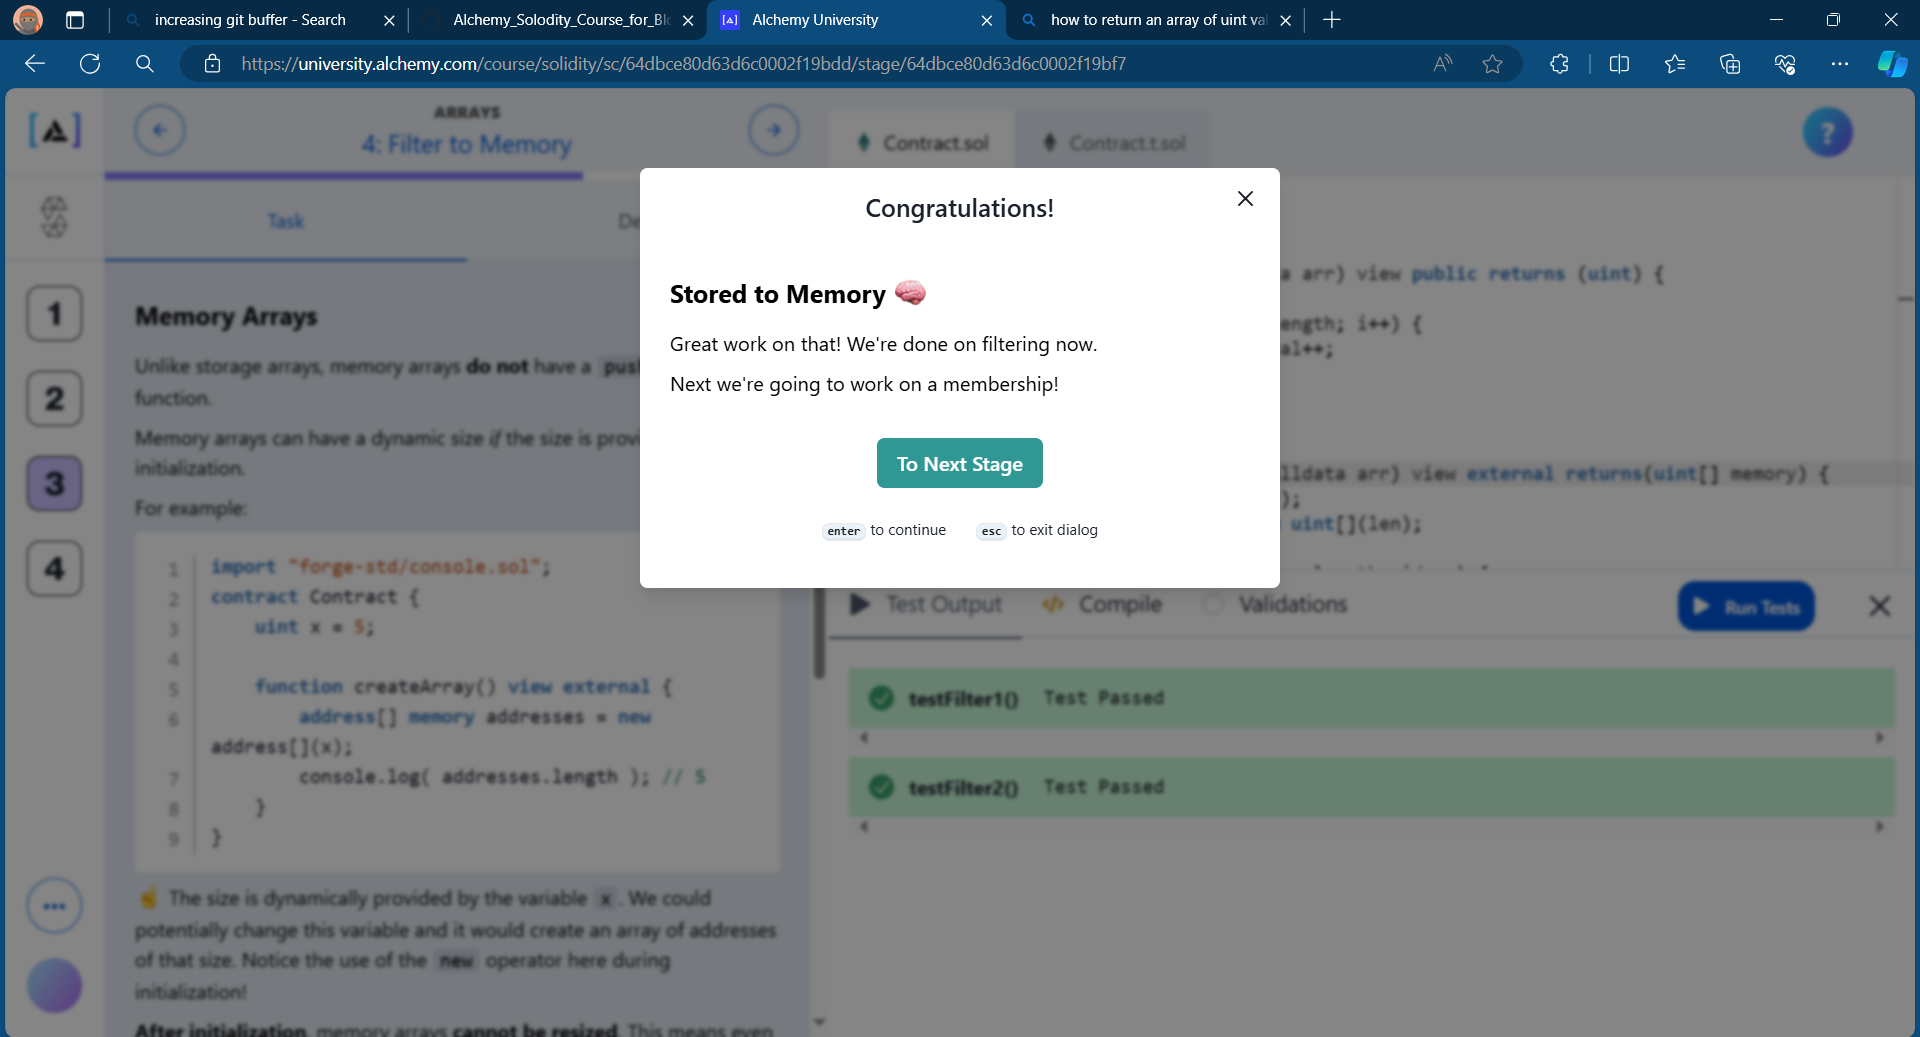 increasing git buffer - Search
Alchemy_Solodity_Course_for_Blo
Alchemy University
how to return an array of uint val
https://university.alchemy.com/course/solidity/sc/64dbce80d63d6c0002f19bdd/stage/64dbce80d63d6c0002f19bf7
ARRAYS
4: Filter to Memory
Contract.sol
Contract.t.sol
?
Task
De
1
2
3
4
Memory Arrays
Unlike storage arrays, memory arrays do not have a pus
function.
Memory arrays can have a dynamic size if the size is provi
initialization.
For example:
1 import "forge-std/console.sol";
2 contract Contract {
3 uint x = 5;
4
5 function createArray() view external {
6 address[] memory addresses = new
address[](x);
7 console.log( addresses.length ); // 5
8 }
9 }
☝️ The size is dynamically provided by the variable x . We could
potentially change this variable and it would create an array of addresses
of that size. Notice the use of the new operator here during
initialization!
After initialization, memory arrays cannot be resized. This means even
Congratulations!
Stored to Memory 🧠
Great work on that! We're done on filtering now.
Next we're going to work on a membership!
To Next Stage
enter to continue esc to exit dialog
a arr) view public returns (uint) {
ength; i++) {
al++;
lldata arr) view external returns(uint[] memory) {
);
uint[](len);
Test Output
Compile
Validations
Run Tests
testFilter1() Test Passed
testFilter2() Test Passed